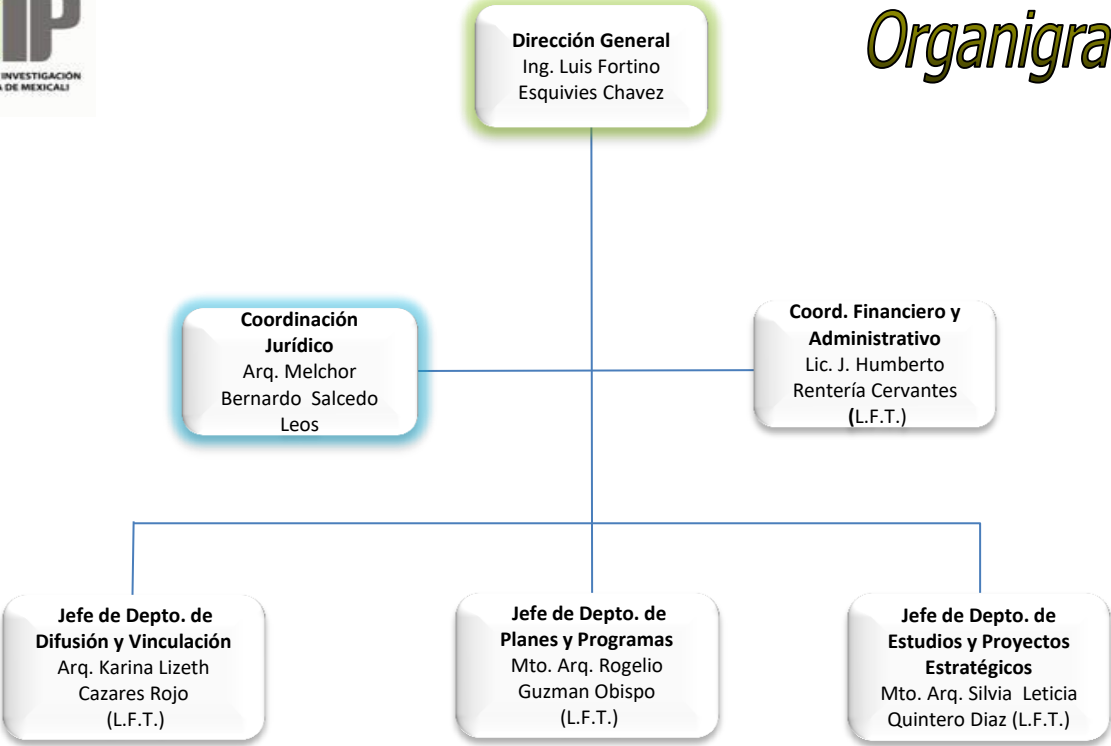 IP
INVESTIGACIÓN
DE MEXICALI
Organigra
Dirección General
Ing. Luis Fortino
Esquivies Chavez
Coordinación
Jurídico
Arq. Melchor
Bernardo Salcedo
Leos
Coord. Financiero y
Administrativo
Lic. J. Humberto
Rentería Cervantes
(L.F.T.)
Jefe de Depto. de
Difusión y Vinculación
Arq. Karina Lizeth
Cazares Rojo
(L.F.T.)
Jefe de Depto. de
Planes y Programas
Mto. Arq. Rogelio
Guzman Obispo
(L.F.T.)
Jefe de Depto. de
Estudios y Proyectos
Estratégicos
Mto. Arq. Silvia Leticia
Quintero Diaz (L.F.T.)